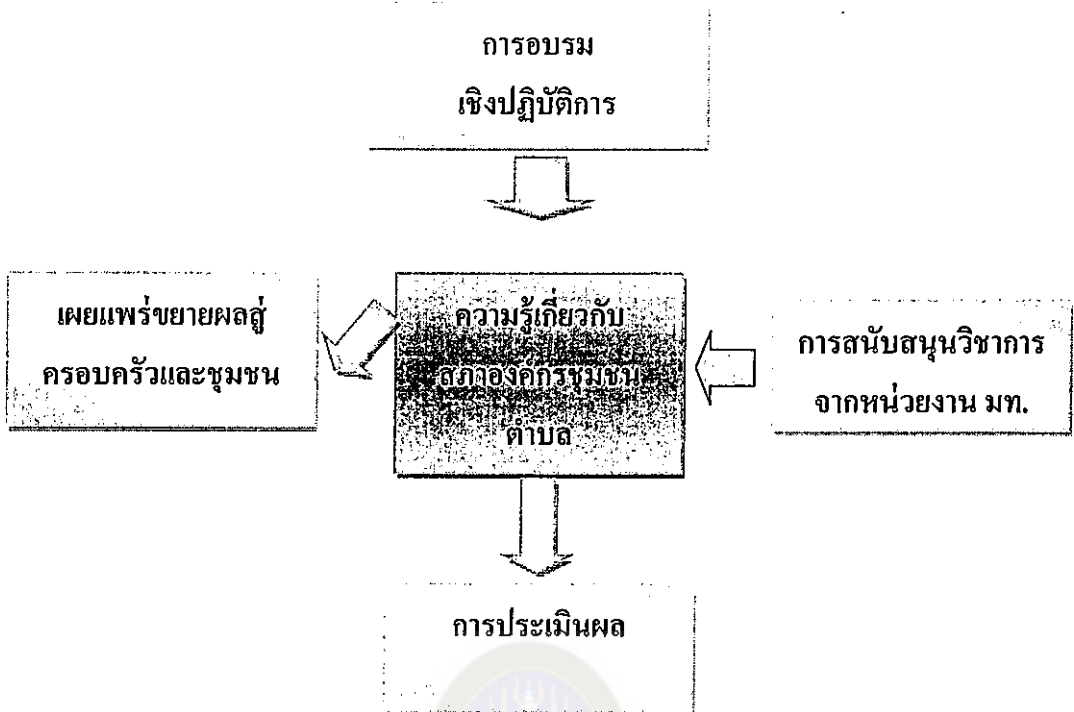 การอบรม
เชิงปฏิบัติการ
เผยแพร่ขยายผลสู่
ครอบครัวและชุมชน
ความรู้เกี่ยวกับ
สภาองค์กรชุมชน
ตำบล
การสนับสนุนวิชาการ
จากหน่วยงาน มท.
การประเมินผล